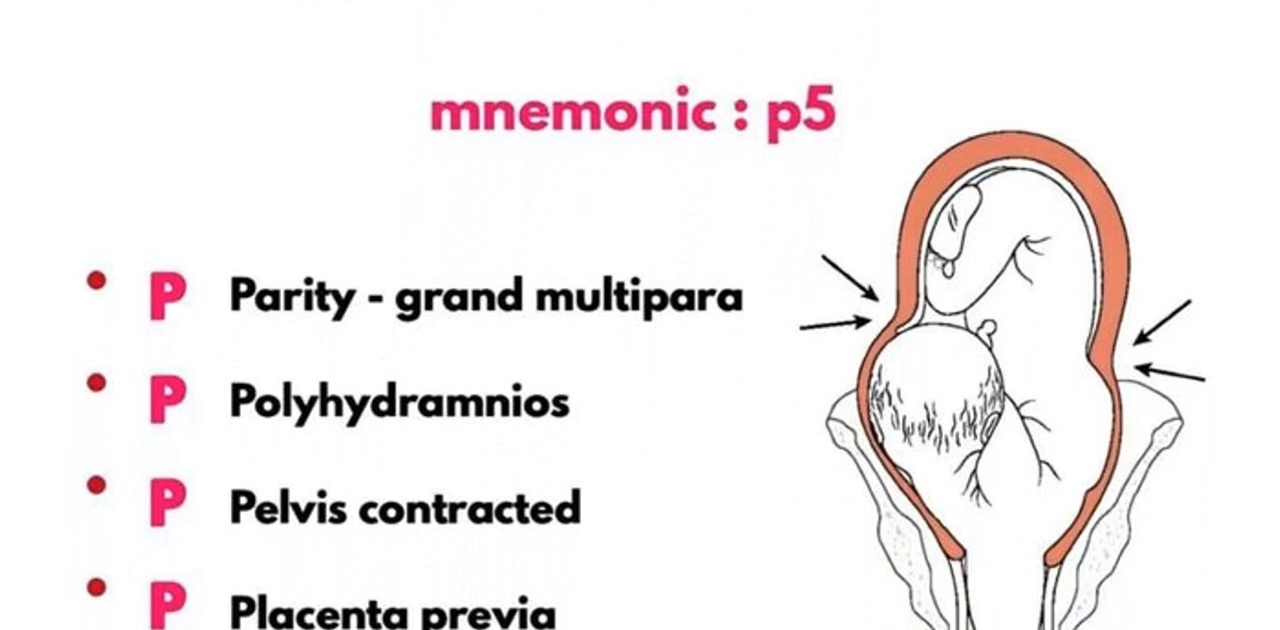 mnemonic : p5
• P Parity - grand multipara
• P Polyhydramnios
• P Pelvis contracted
• P Placenta previa